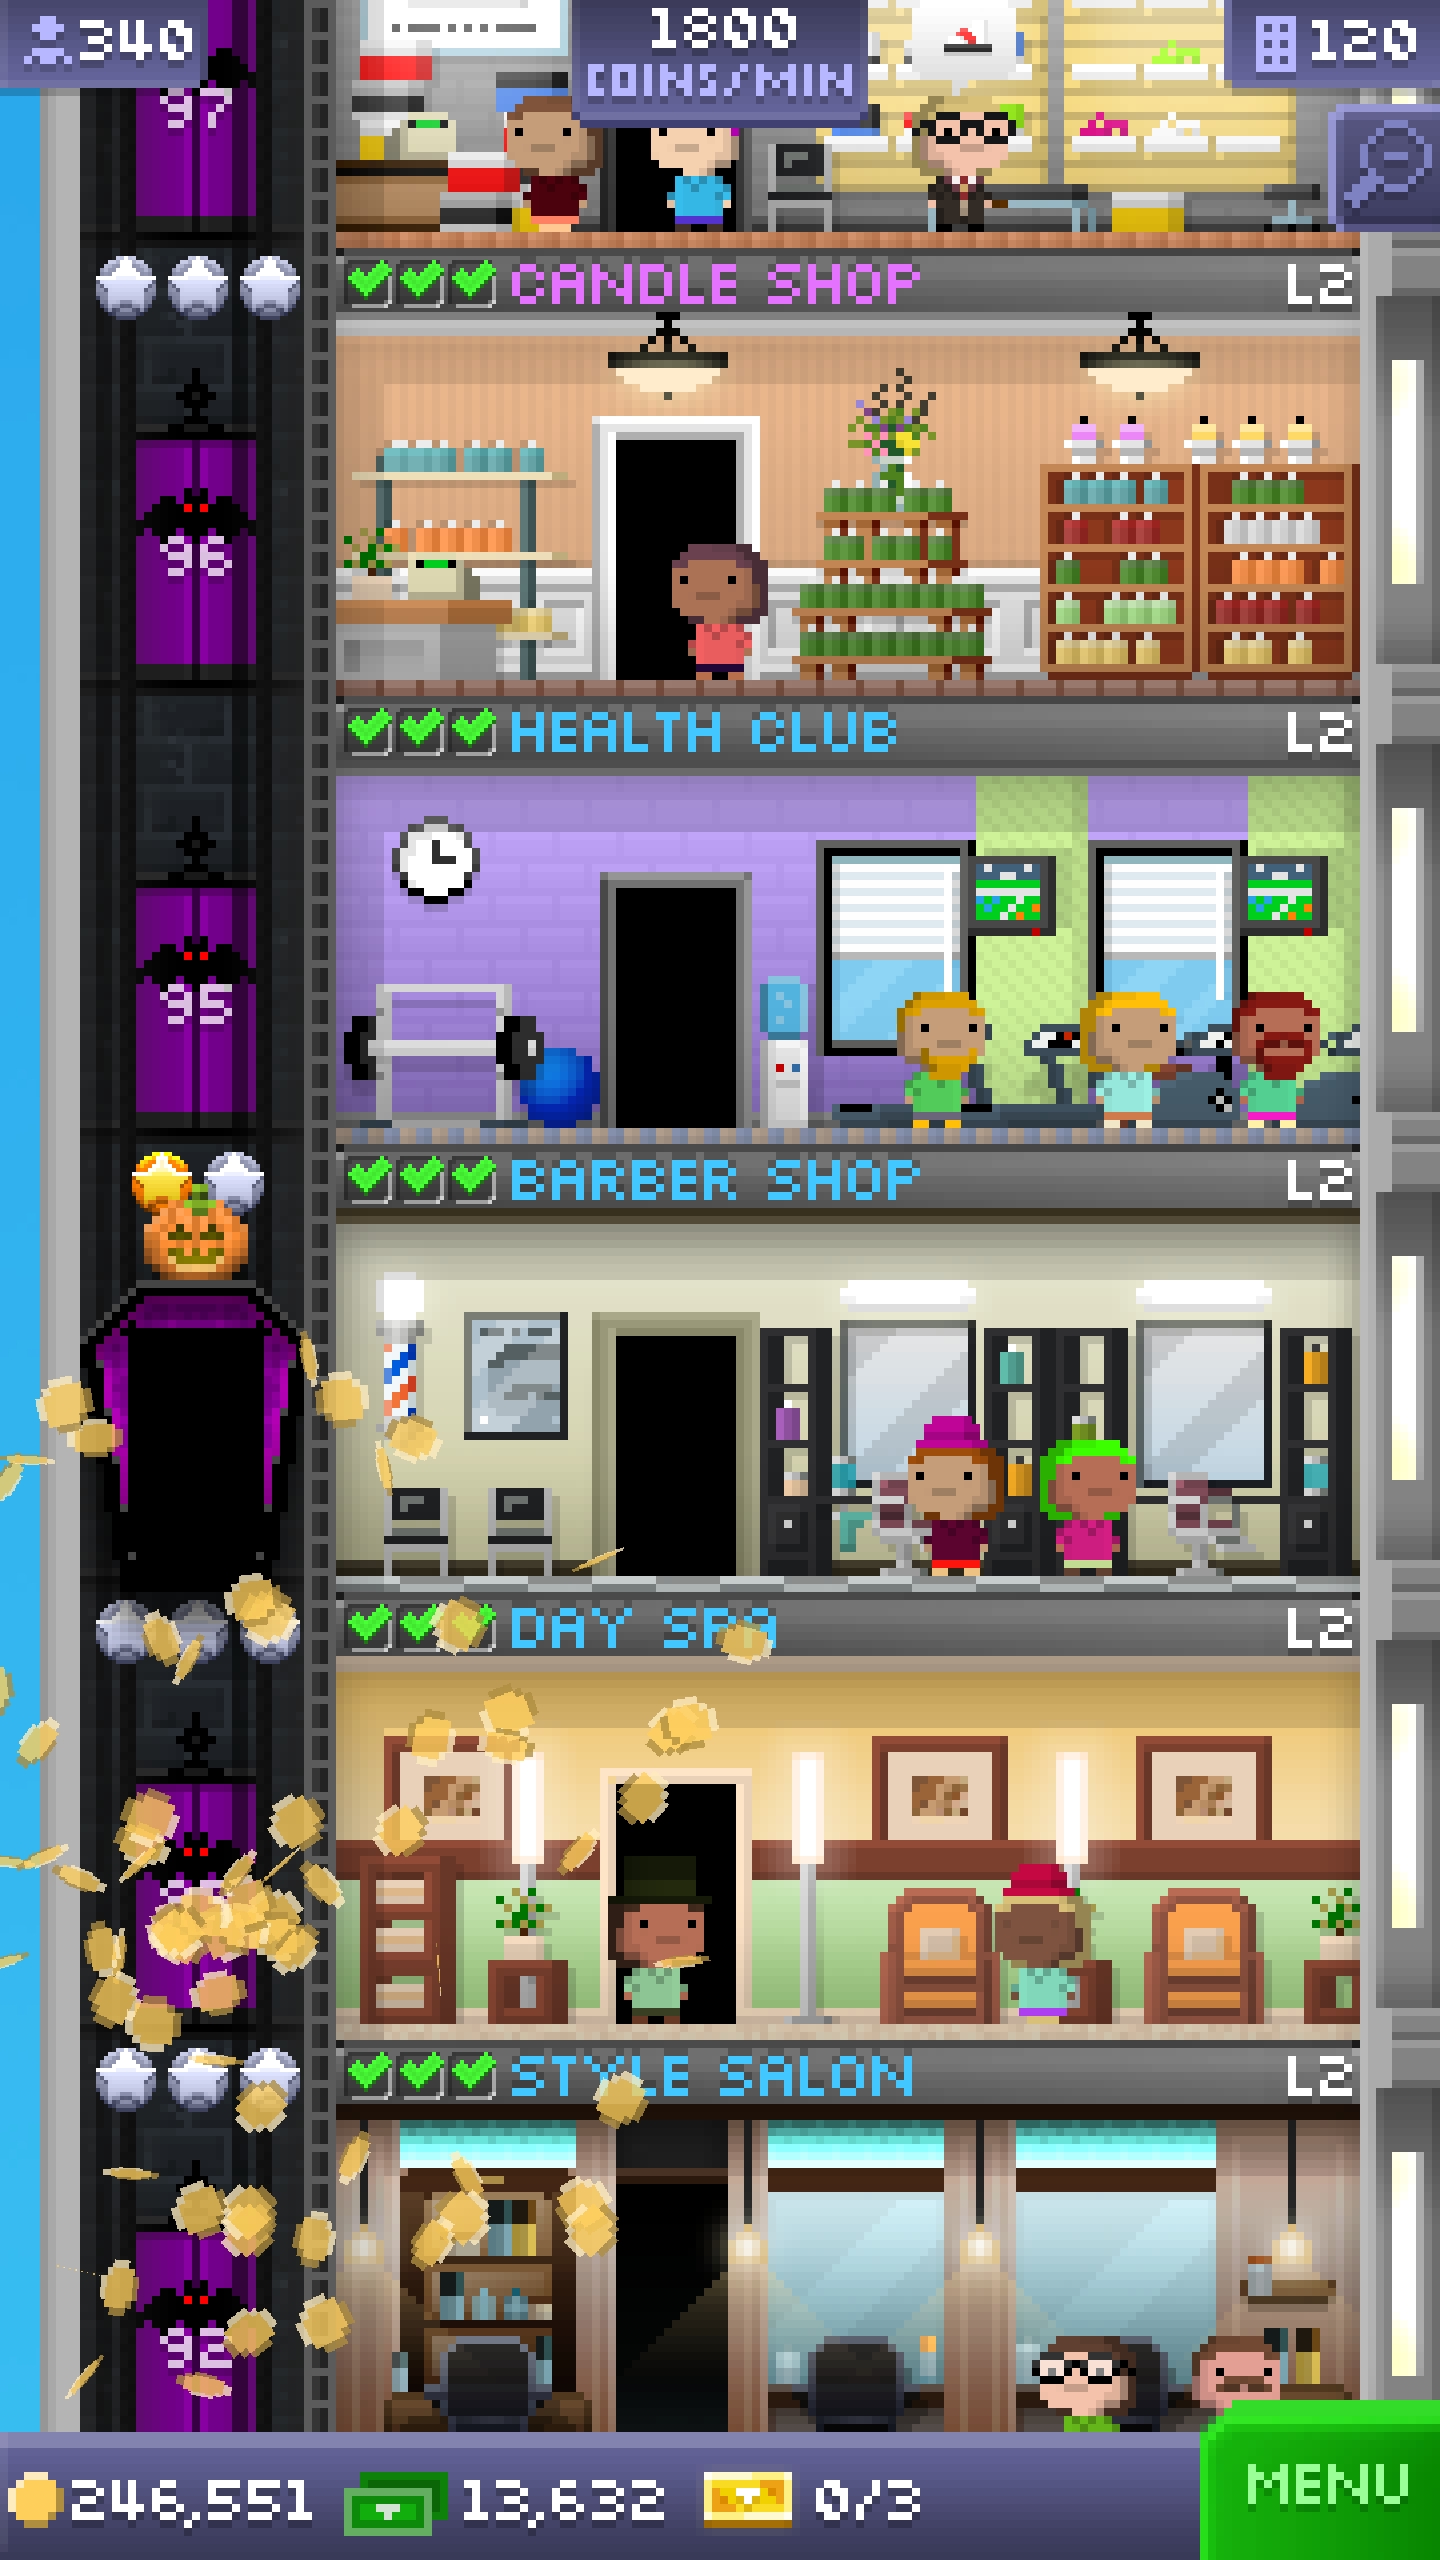 340
1800
COINS/MIN
120
97
CANDLE SHOP L2
96
HEALTH CLUB L2
95
BARBER SHOP L2
DAY SPA L2
STYLE SALON L2
92
246,551 13,632 0/3
MENU